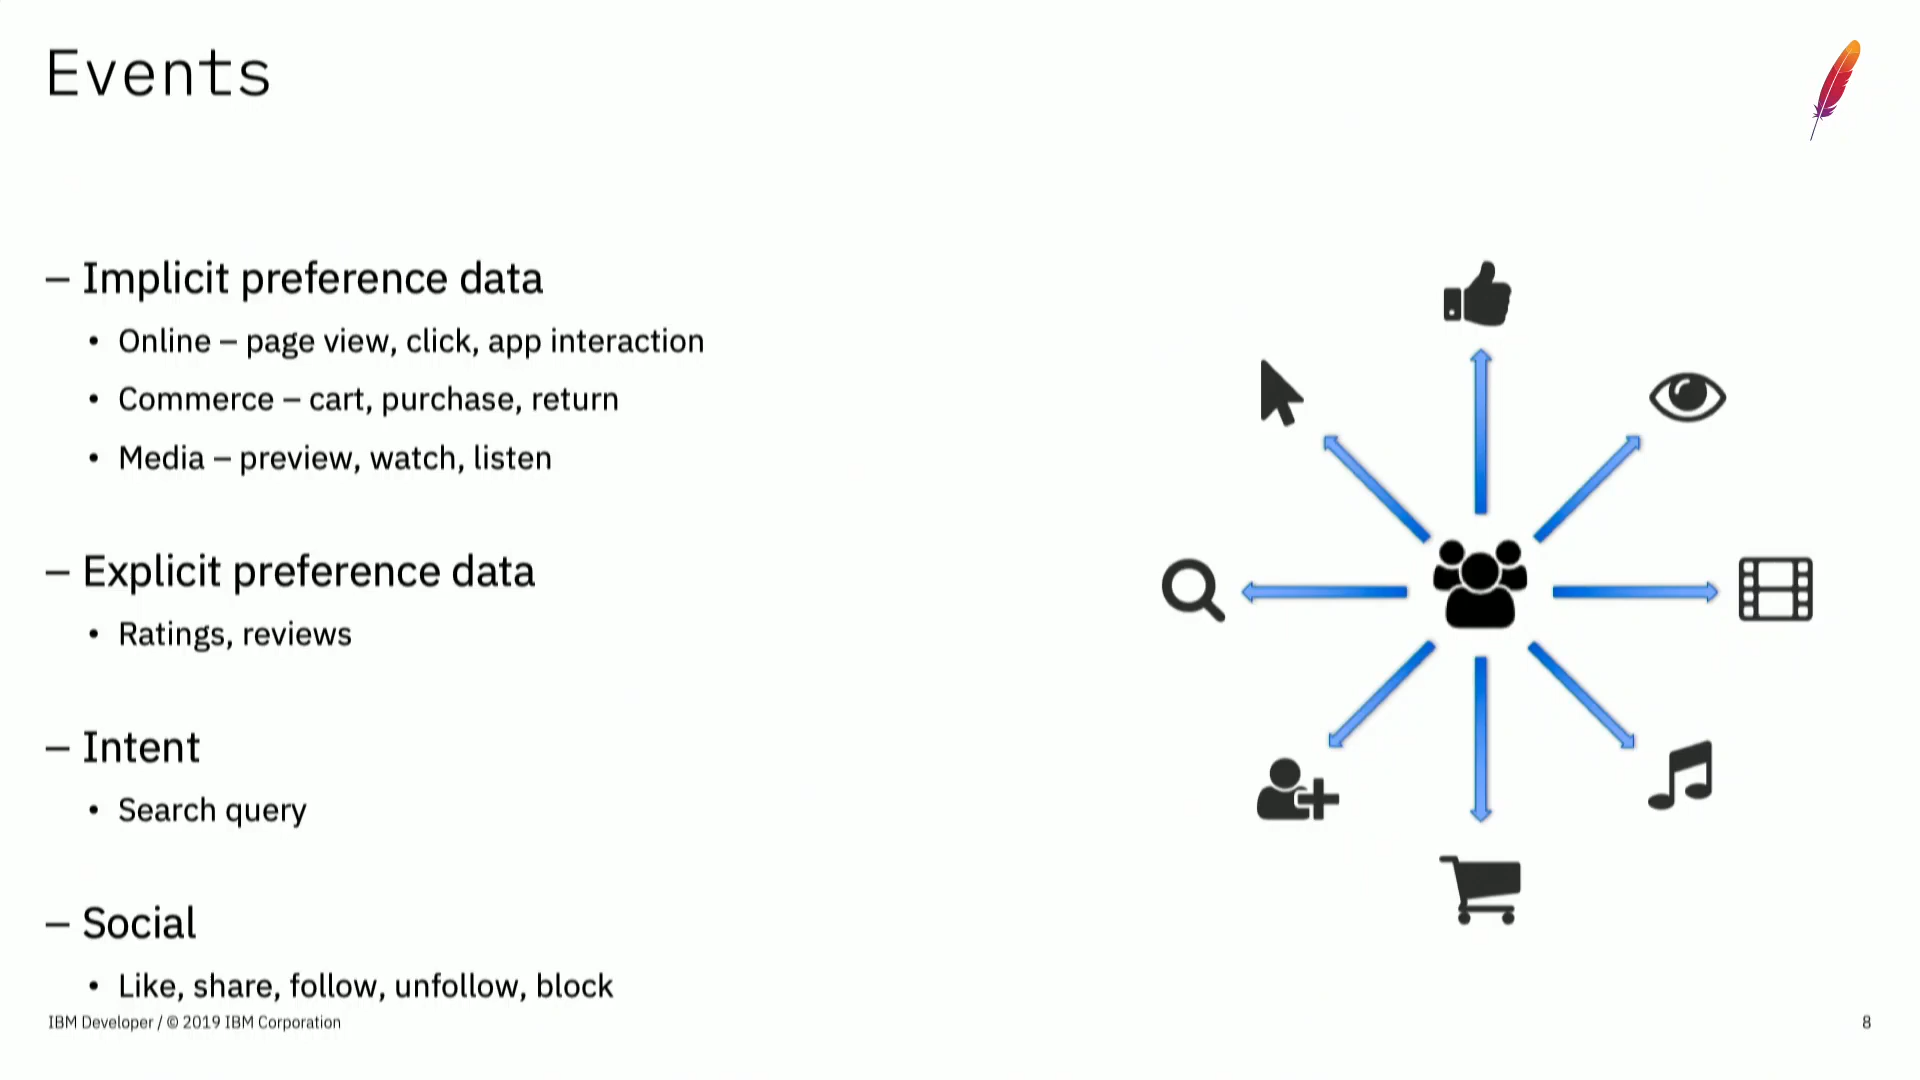 Events
– Implicit preference data
• Online – page view, click, app interaction
• Commerce – cart, purchase, return
• Media – preview, watch, listen
– Explicit preference data
• Ratings, reviews
– Intent
• Search query
– Social
• Like, share, follow, unfollow, block
IBM Developer / © 2019 IBM Corporation
8